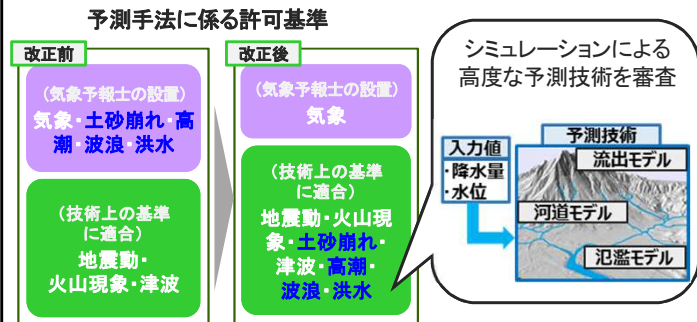 予測手法に係る許可基準
改正前
(気象予報士の設置)
気象・土砂崩れ・高
潮・波浪・洪水
(技術上の基準
に適合)
地震動・
火山現象・津波
改正後
(気象予報士の設置)
気象
(技術上の基準
に適合)
地震動・火山現
象・土砂崩れ・
津波・高潮・
波浪・洪水
シミュレーションによる
高度な予測技術を審査
入力値
・降水量
・水位
予測技術
流出モデル
河道モデル
氾濫モデル